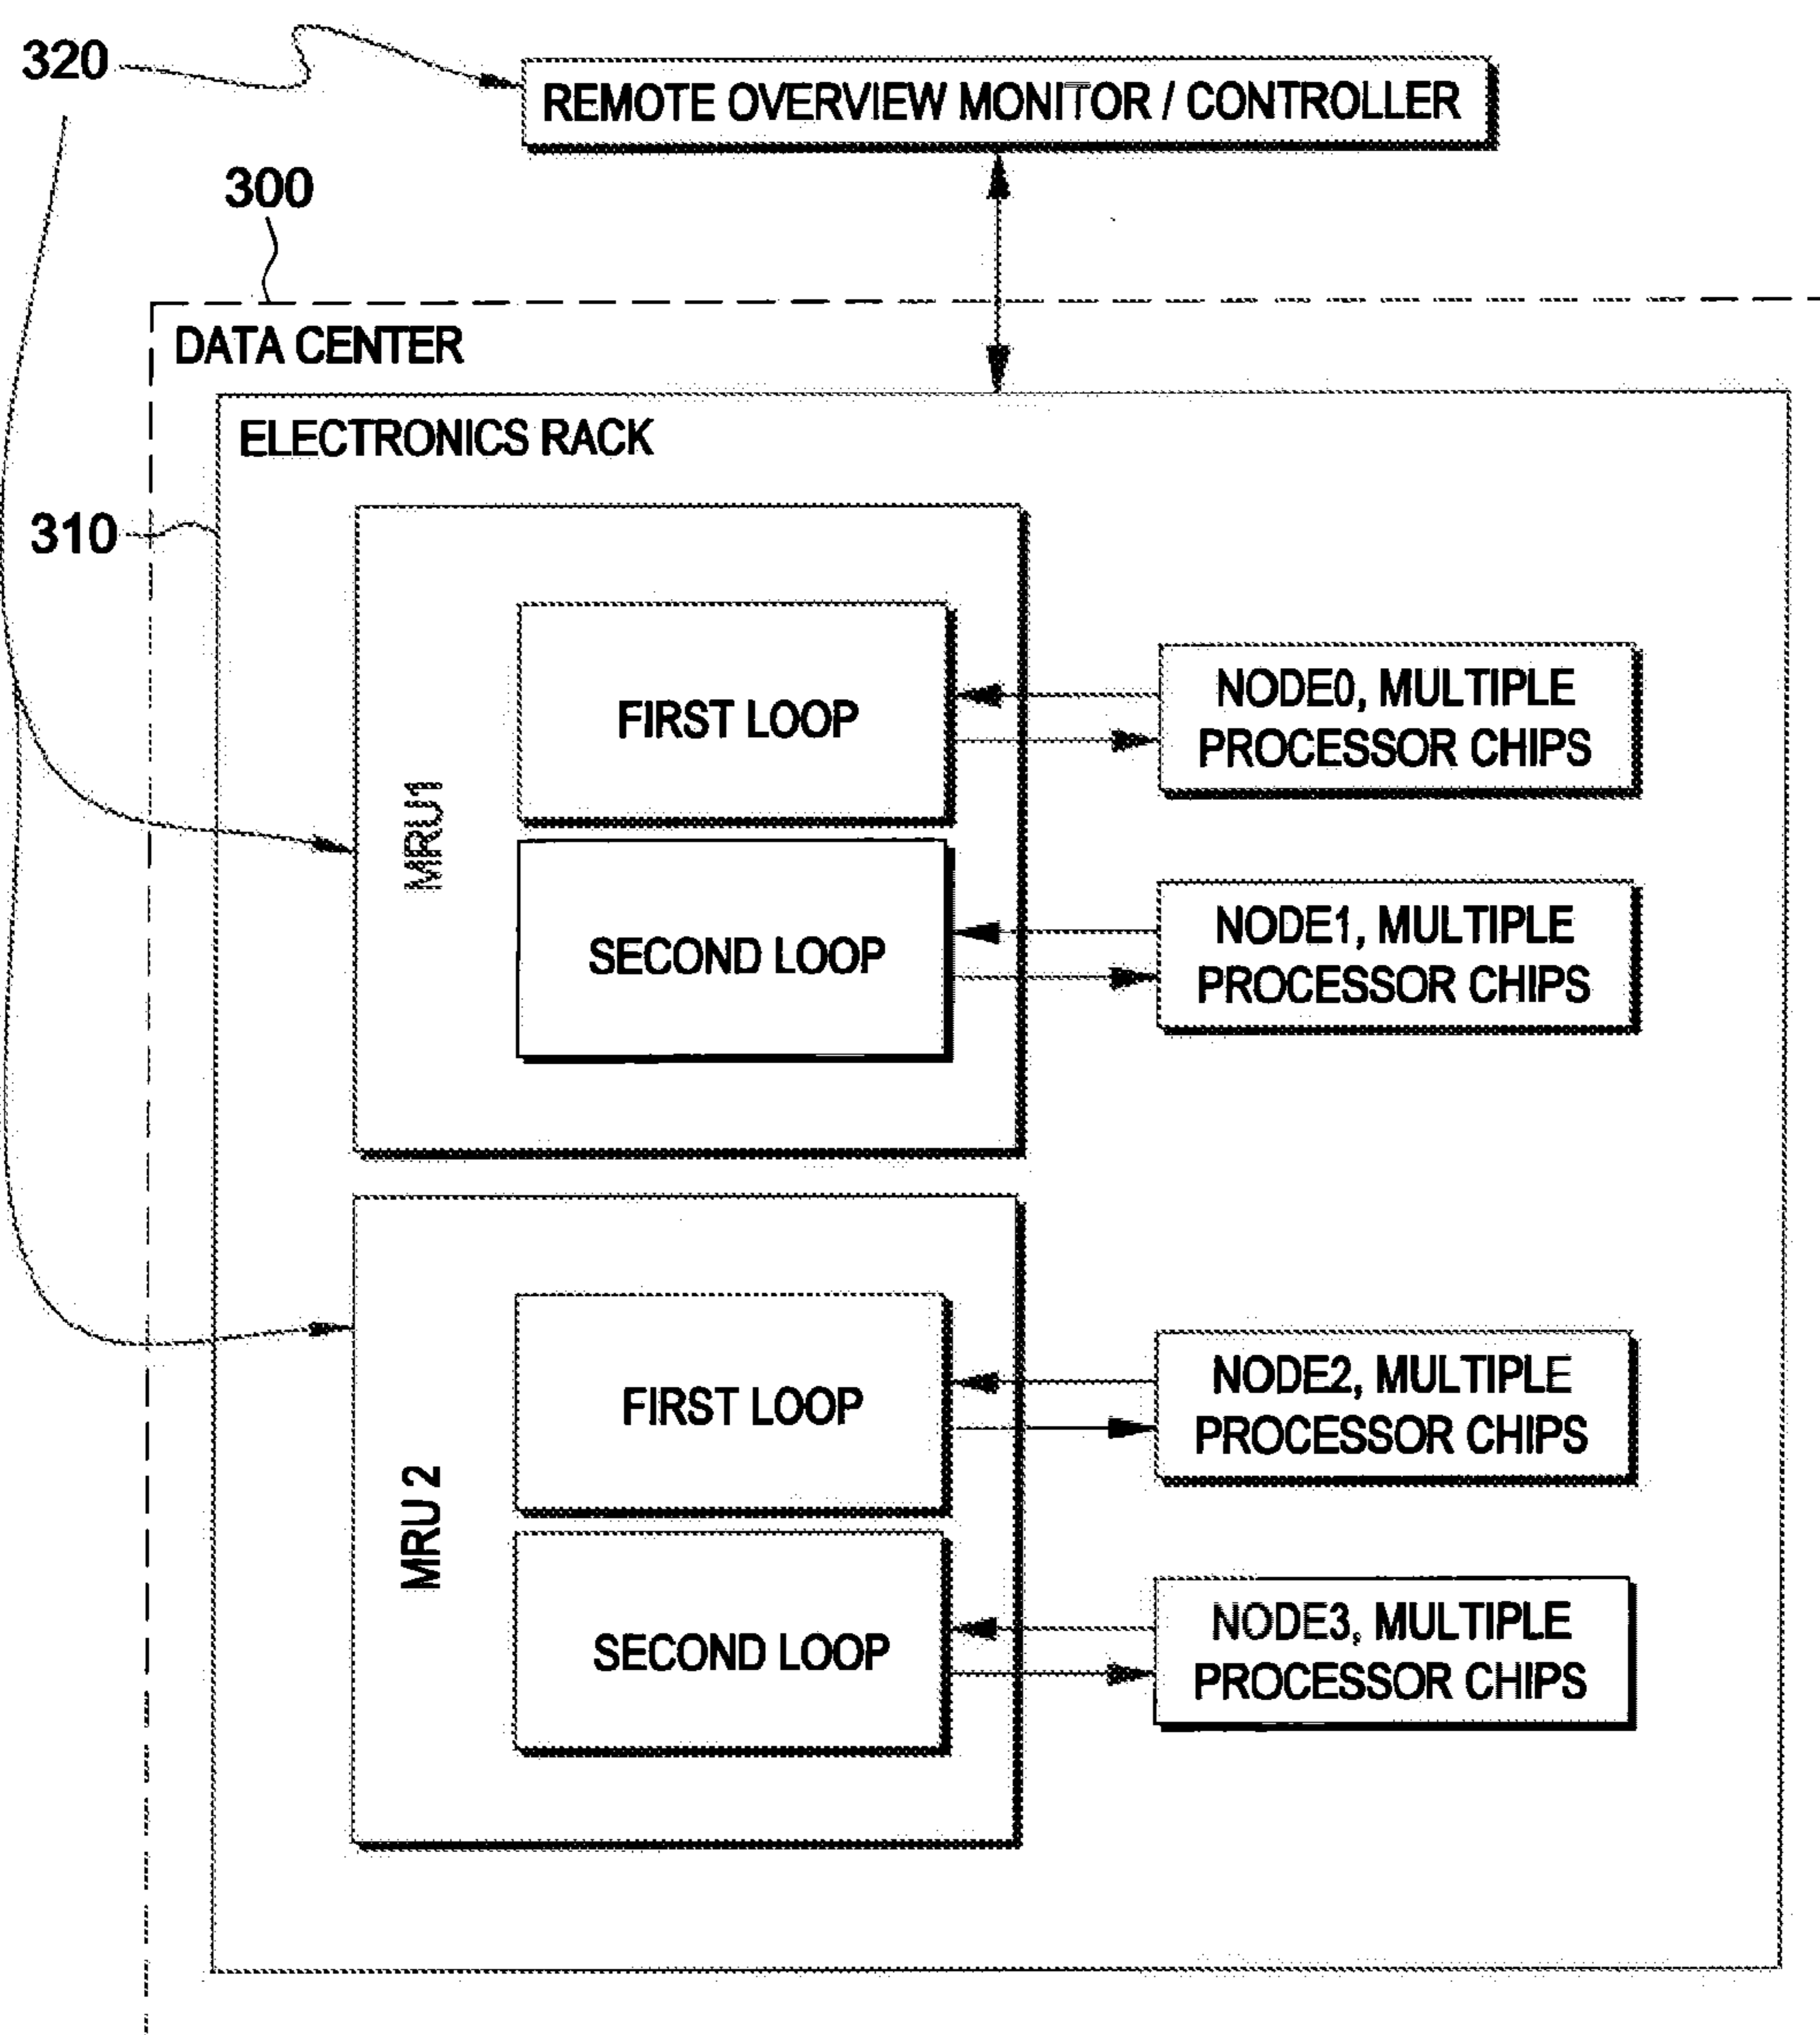 320
REMOTE OVERVIEW MONITOR / CONTROLLER
300
DATA CENTER
ELECTRONICS RACK
310
MRU1
FIRST LOOP
NODE0, MULTIPLE
PROCESSOR CHIPS
SECOND LOOP
NODE1, MULTIPLE
PROCESSOR CHIPS
MRU 2
FIRST LOOP
NODE2, MULTIPLE
PROCESSOR CHIPS
SECOND LOOP
NODE3, MULTIPLE
PROCESSOR CHIPS